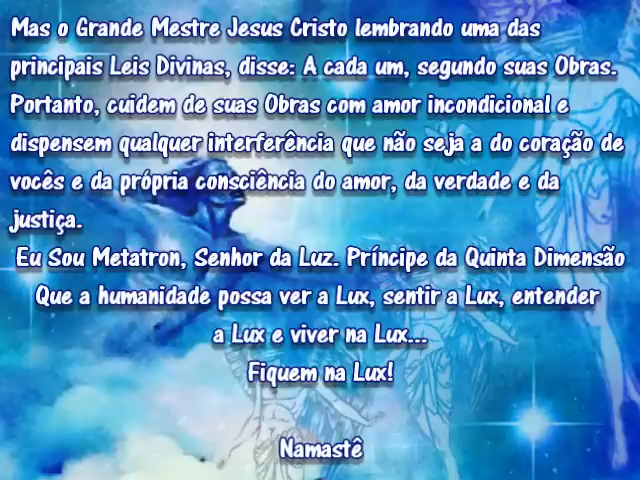 Mas o Grande Mestre Jesus Cristo lembrando uma das
principais Leis Divinas, disse: A cada um, segundo suas Obras.
Portanto, cuidem de suas Obras com amor incondicional e
dispensem qualquer interferência que não seja a do coração de
vocês e da própria consciência do amor, da verdade e da
justiça.
Eu Sou Metatron, Senhor da Luz. Príncipe da Quinta Dimensão
Que a humanidade possa ver a Lux, sentir a Lux, entender
a Lux e viver na Lux...
Fiquem na Lux!
Namastê